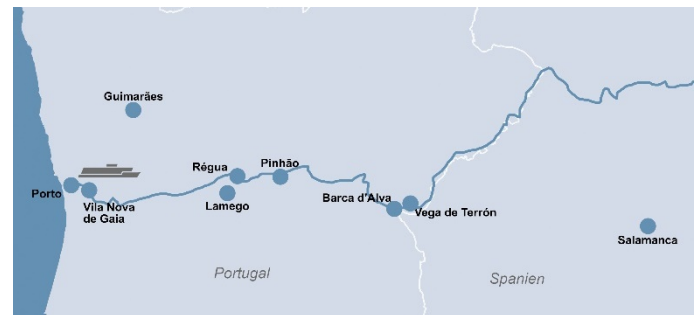 Guimarães
Régua
Pinhão
Porto
Vila Nova
de Gaia
Lamego
Barca d'Alva
Vega de Terrón
Salamanca
Portugal
Spanien